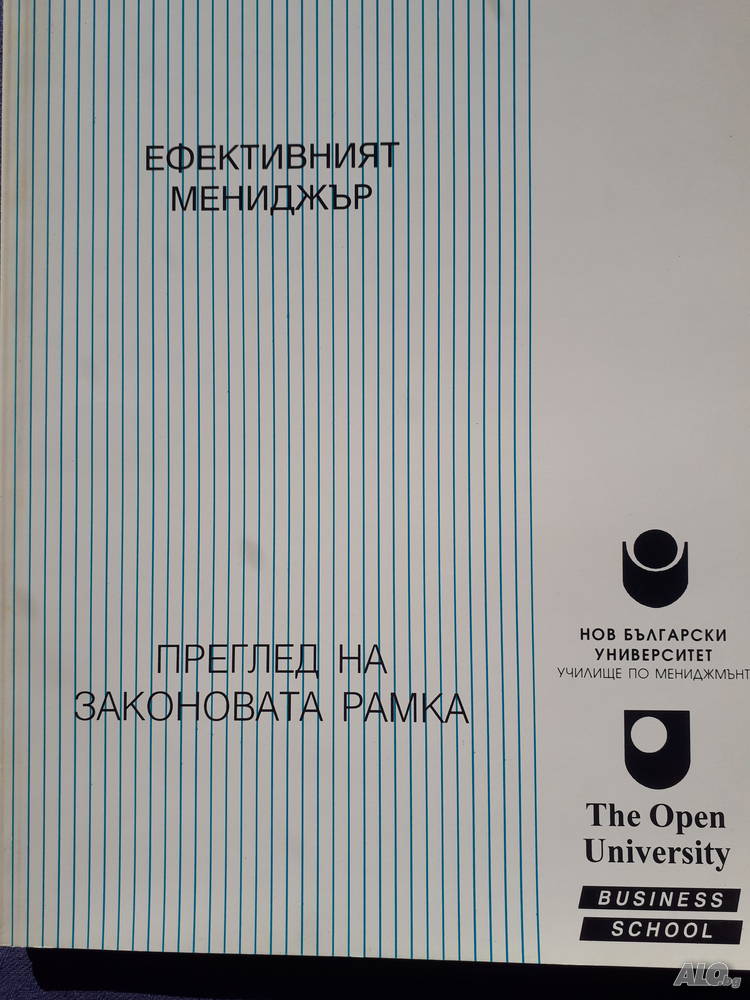 ЕФЕКТИВНИЯТ
МЕНИДЖЪР
ПРЕГЛЕД НА
ЗАКОНОВАТА РАМКА
НОВ БЪЛГАРСКИ
УНИВЕРСИТЕТ
УЧИЛИЩЕ ПО МЕНИДЖМЪНТ
The Open
University
BUSINESS
SCHOOL
ALO.bg